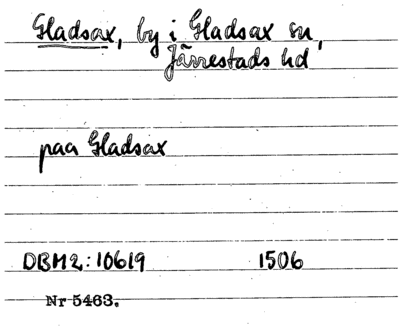 Gladsax, by i Gladsax sn,
Järrestads hd
paa Gladsax
DBM2:10619 1506
Nr 5463.